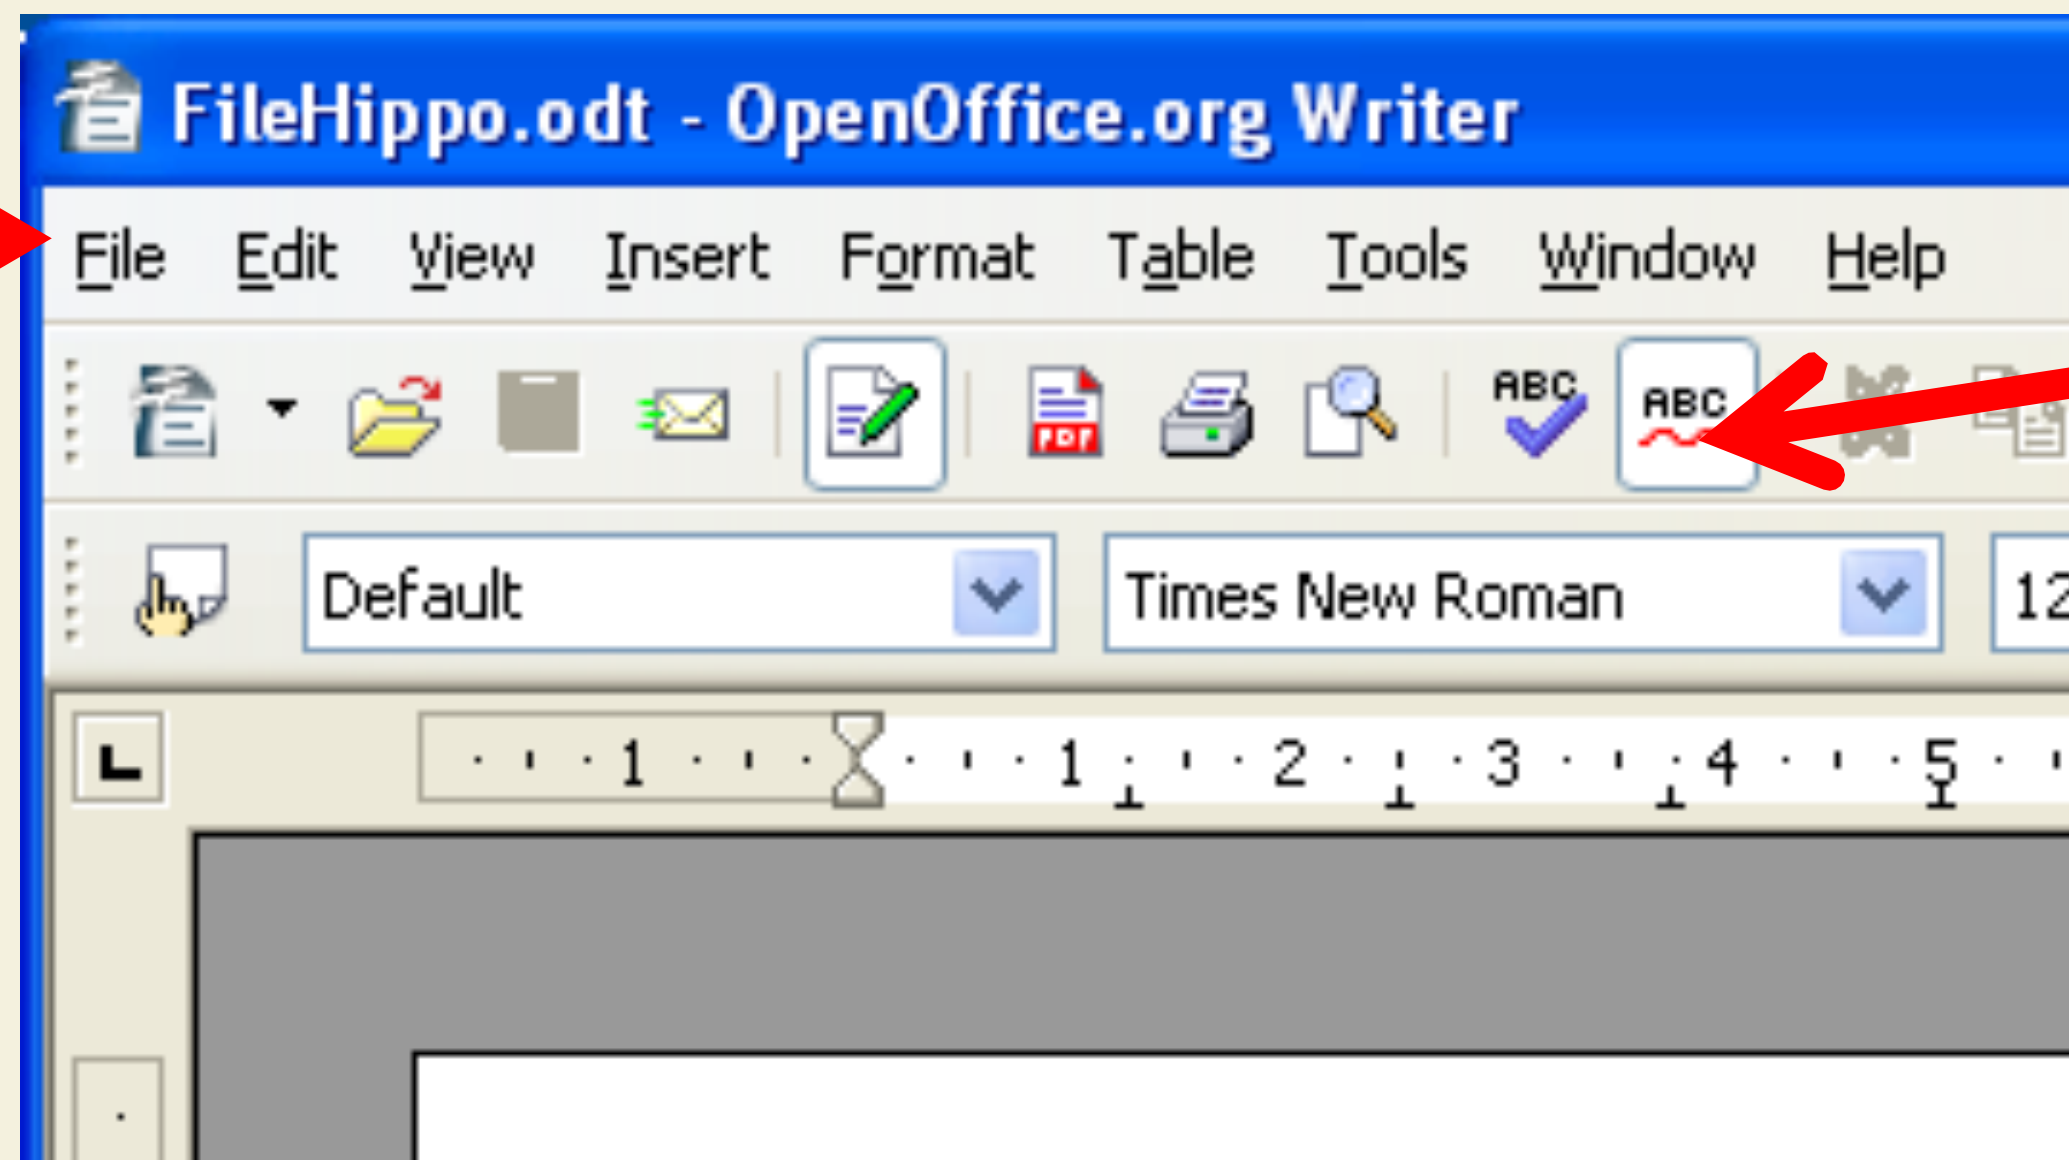 FileHippo.odt - OpenOffice.org Writer
File Edit View Insert Format Table Tools Window Help
PDF ABC ABC
Default Times New Roman 12
1 1 2 3 4 5